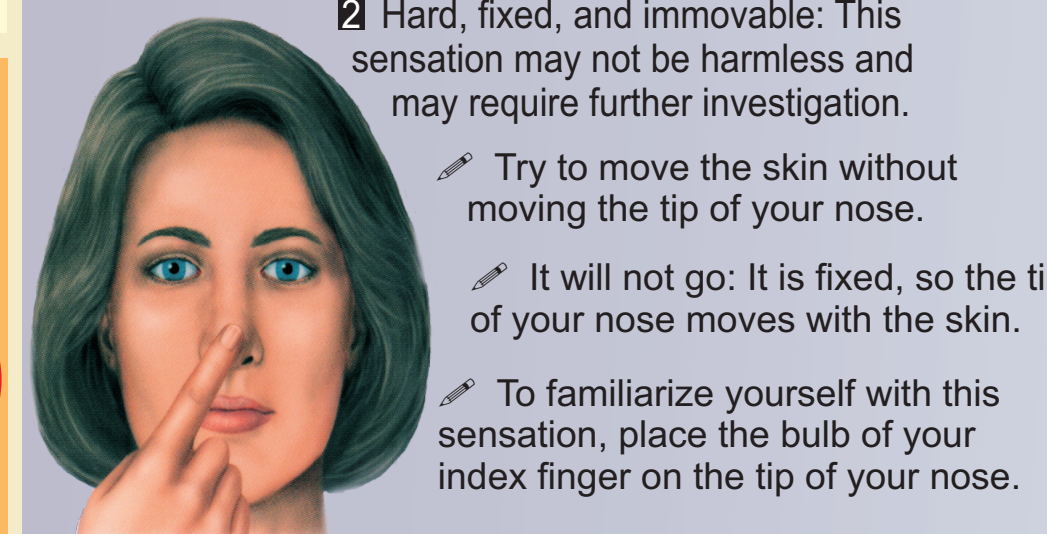 2 Hard, fixed, and immovable: This
sensation may not be harmless and
may require further investigation.
Try to move the skin without
moving the tip of your nose.
It will not go: It is fixed, so the ti
of your nose moves with the skin.
To familiarize yourself with this
sensation, place the bulb of your
index finger on the tip of your nose.